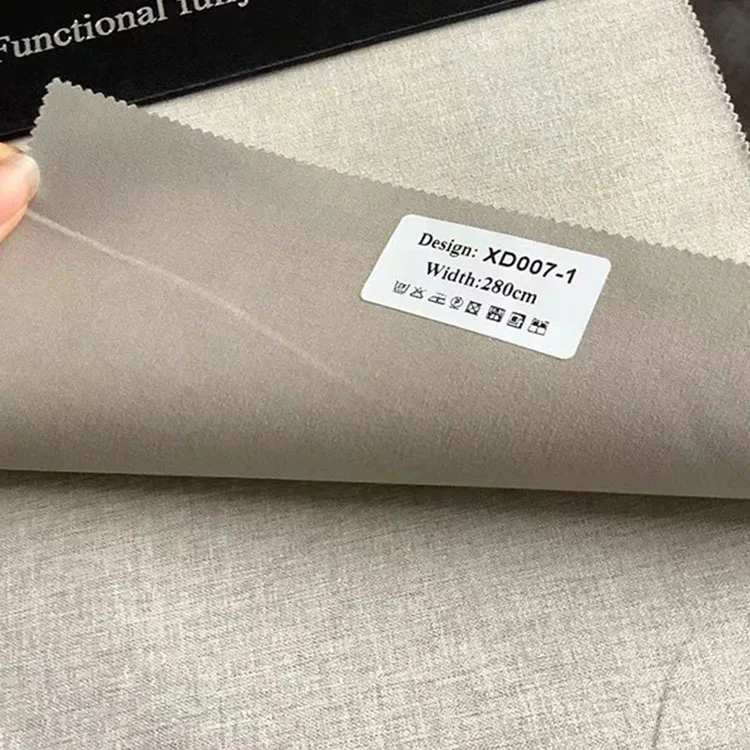 Functional
Design: XD007-1
Width:280cm